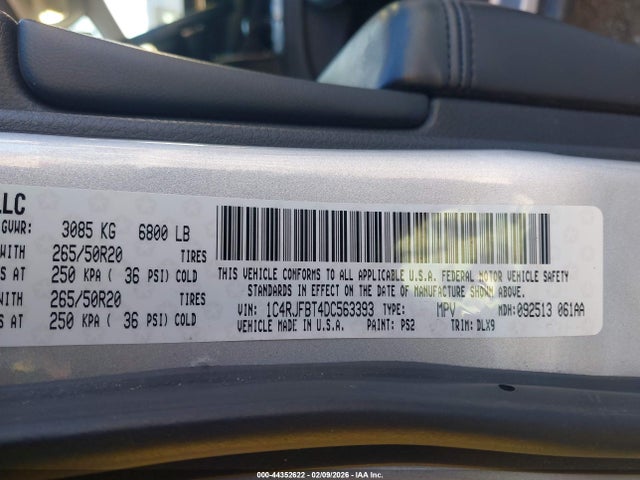 LLC
GVWR: 3085 KG 6800 LB
WITH 265/50R20 TIRES
S AT 250 KPA ( 36 PSI) COLD
WITH 265/50R20 TIRES
S AT 250 KPA ( 36 PSI) COLD
THIS VEHICLE CONFORMS TO ALL APPLICABLE U.S.A. FEDERAL MOTOR VEHICLE SAFETY
STANDARDS IN EFFECT ON THE DATE OF MANUFACTURE SHOWN ABOVE.
VIN: 1C4RJFBT4DC563393 TYPE: MPV MDH:092513 061AA
VEHICLE MADE IN U.S.A. PAINT: PS2 TRIM: DLX9
000-44352622 - 02/09/2026 - IAA Inc.